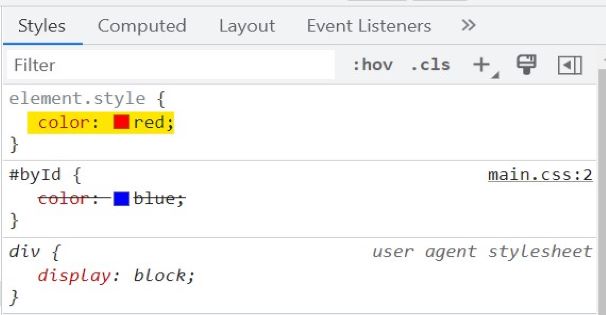 Styles Computed Layout Event Listeners »
Filter :hov .cls +
element.style {
color: red;
}
#byId { main.css:2
color: blue;
}
div { user agent stylesheet
display: block;
}